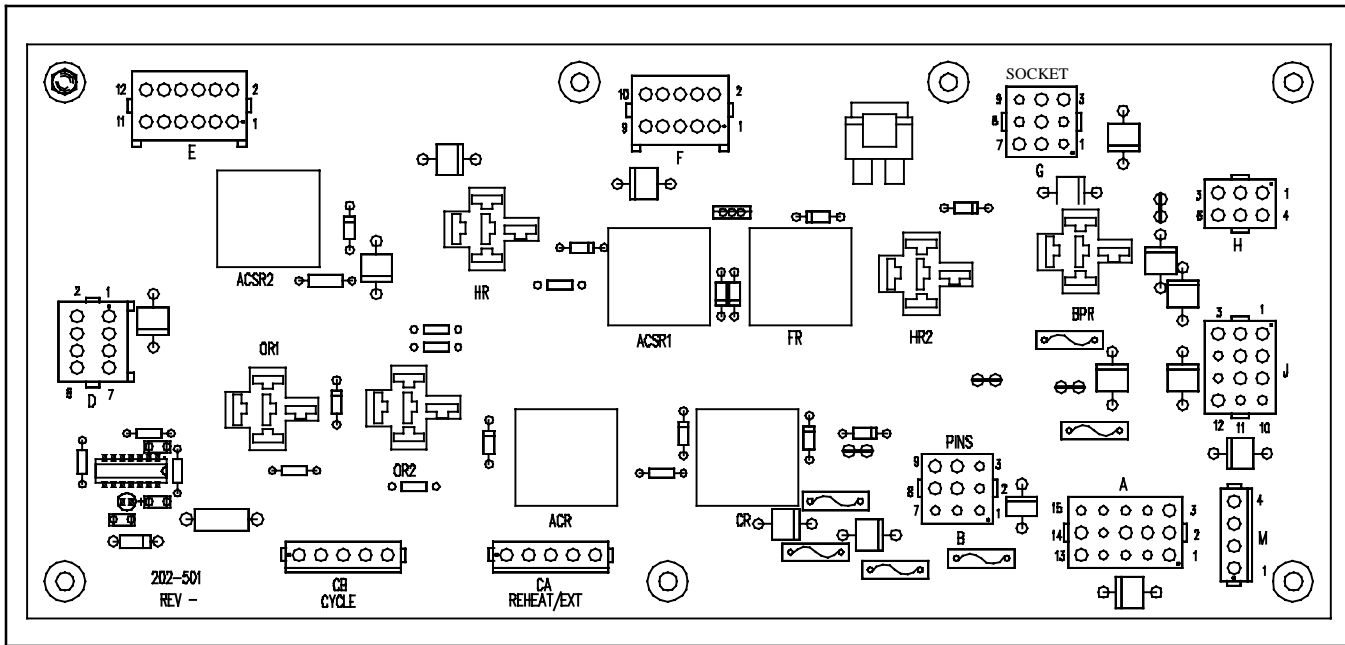 SOCKET
12 2
10 2
9 3
8
11 1
9 1
7 1
E
F
G
3 1
6 4
H
ACSR2
HR
ACSR1
FR
HR2
BPR
2 1
3 1
J
OR1
8 D 7
12 11 10
PINS
9 3
OR2
8 2
A
15 3
4
7 1
14 2
M
ACR
CR
B
13 1
1
202-501
REV -
CB
CYCLE
CA
REHEAT/EXT